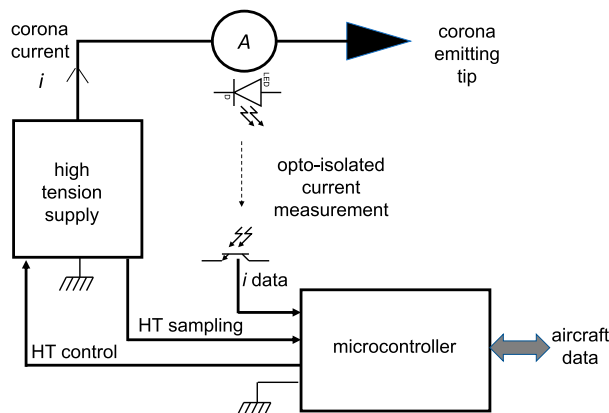 corona
current
i
A
corona
emitting
tip
LED
D
high
tension
supply
opto-isolated
current
measurement
i data
HT sampling
HT control
microcontroller
aircraft
data